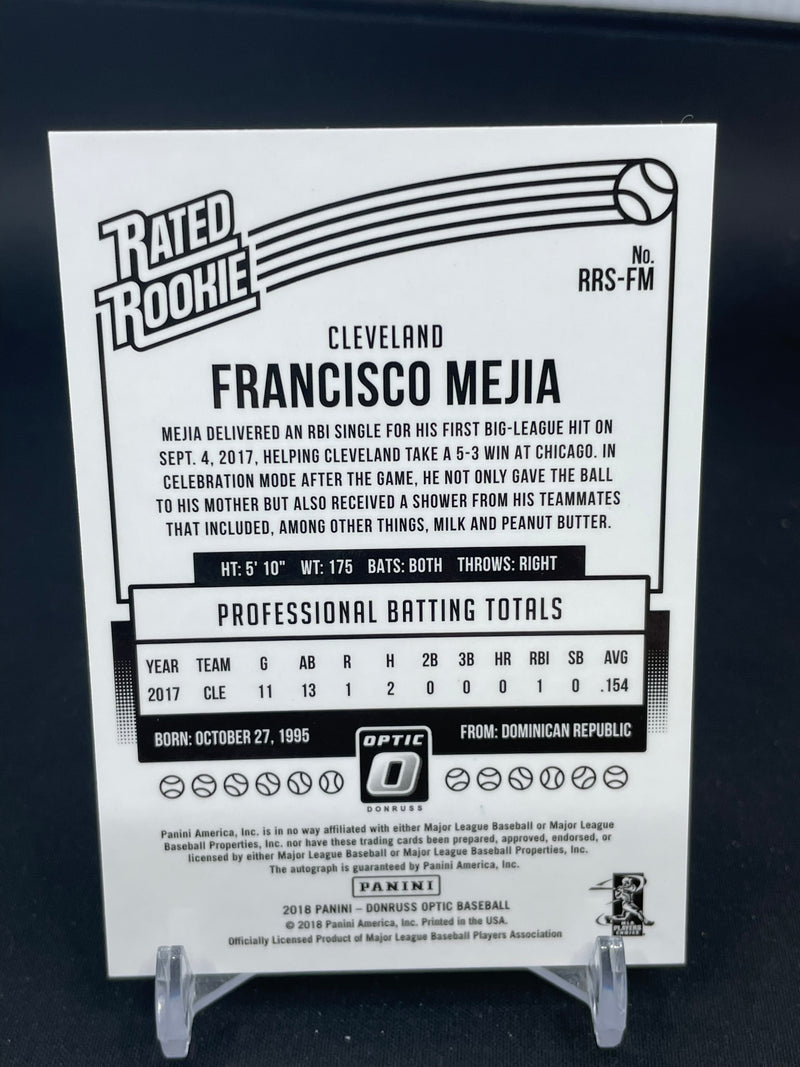 RATED
ROOKIE
No.
RRS-FM
CLEVELAND
FRANCISCO MEJIA
MEJIA DELIVERED AN RBI SINGLE FOR HIS FIRST BIG-LEAGUE HIT ON
SEPT. 4, 2017, HELPING CLEVELAND TAKE A 5-3 WIN AT CHICAGO. IN
CELEBRATION MODE AFTER THE GAME, HE NOT ONLY GAVE THE BALL
TO HIS MOTHER BUT ALSO RECEIVED A SHOWER FROM HIS TEAMMATES
THAT INCLUDED, AMONG OTHER THINGS, MILK AND PEANUT BUTTER.
HT: 5' 10" WT: 175 BATS: BOTH THROWS: RIGHT
PROFESSIONAL BATTING TOTALS
YEAR TEAM G AB R H 2B 3B HR RBI SB AVG
2017 CLE 11 13 1 2 0 0 0 1 0 .154
BORN: OCTOBER 27, 1995
FROM: DOMINICAN REPUBLIC
OPTIC
O
DONRUSS
Panini America, Inc. is in no way affiliated with either Major League Baseball or Major League
Baseball Properties, Inc. nor have these trading cards been prepared, approved, endorsed, or
licensed by either Major League Baseball or Major League Baseball Properties, Inc.
The autograph is guaranteed by Panini America, Inc.
PANINI
2018 PANINI – DONRUSS OPTIC BASEBALL
© 2018 Panini America, Inc. Printed in the USA.
Officially Licensed Product of Major League Baseball Players Association
MLB
PLAYERS
CHOICE